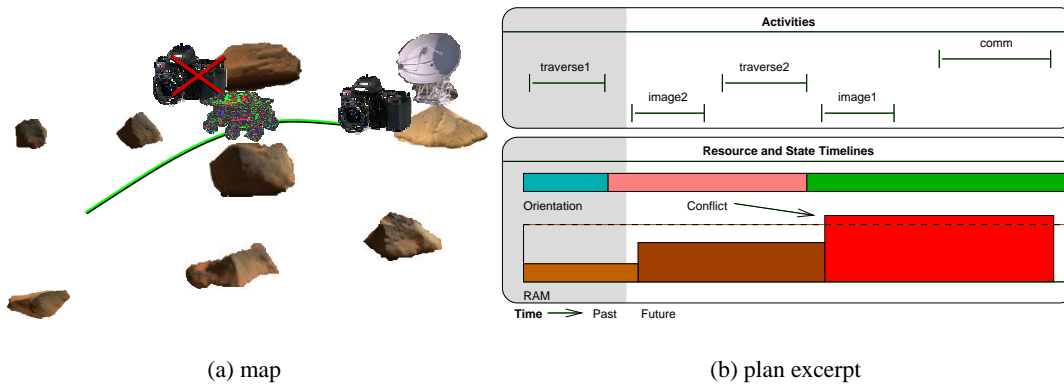 Activities
comm
traverse1
traverse2
image2
image1
Resource and State Timelines
Orientation
Conflict
RAM
Time Past Future
(a) map
(b) plan excerpt